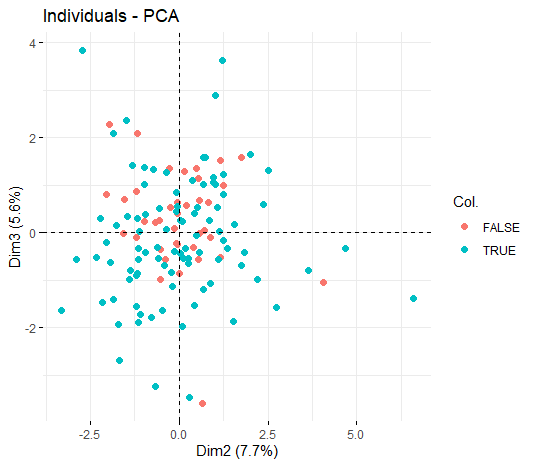 Individuals - PCA
4
2
0
-2
Dim3 (5.6%)
-2.5 0.0 2.5 5.0
Dim2 (7.7%)
Col.
FALSE
TRUE